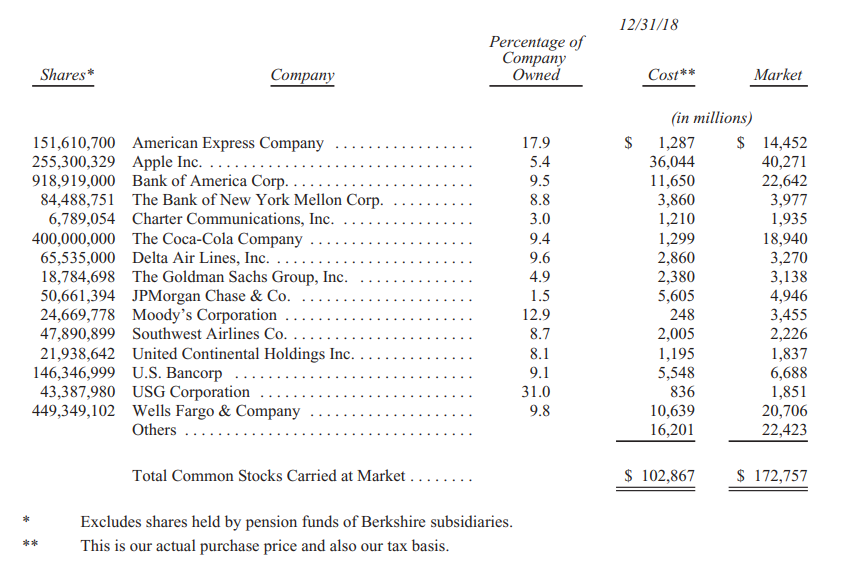 12/31/18
Percentage of
Company
Shares* Company Owned Cost** Market
(in millions)
151,610,700 American Express Company . . . . . . . . . . . . . . . . . 17.9 $ 1,287 $ 14,452
255,300,329 Apple Inc. . . . . . . . . . . . . . . . . . . . . . . . . . . . . . 5.4 36,044 40,271
918,919,000 Bank of America Corp. . . . . . . . . . . . . . . . . . . . . 9.5 11,650 22,642
84,488,751 The Bank of New York Mellon Corp. . . . . . . . . . . 8.8 3,860 3,977
6,789,054 Charter Communications, Inc. . . . . . . . . . . . . . . . 3.0 1,210 1,935
400,000,000 The Coca-Cola Company . . . . . . . . . . . . . . . . . . . 9.4 1,299 18,940
65,535,000 Delta Air Lines, Inc. . . . . . . . . . . . . . . . . . . . . . . 9.6 2,860 3,270
18,784,698 The Goldman Sachs Group, Inc. . . . . . . . . . . . . . . 4.9 2,380 3,138
50,661,394 JPMorgan Chase & Co. . . . . . . . . . . . . . . . . . . . . 1.5 5,605 4,946
24,669,778 Moody’s Corporation . . . . . . . . . . . . . . . . . . . . . . 12.9 248 3,455
47,890,899 Southwest Airlines Co. . . . . . . . . . . . . . . . . . . . . . 8.7 2,005 2,226
21,938,642 United Continental Holdings Inc. . . . . . . . . . . . . . . 8.1 1,195 1,837
146,346,999 U.S. Bancorp . . . . . . . . . . . . . . . . . . . . . . . . . . . . 9.1 5,548 6,688
43,387,980 USG Corporation . . . . . . . . . . . . . . . . . . . . . . . . . 31.0 836 1,851
449,349,102 Wells Fargo & Company . . . . . . . . . . . . . . . . . . . 9.8 10,639 20,706
Others . . . . . . . . . . . . . . . . . . . . . . . . . . . . . . . . . . 16,201 22,423
Total Common Stocks Carried at Market . . . . . . . . $ 102,867 $ 172,757
* Excludes shares held by pension funds of Berkshire subsidiaries.
** This is our actual purchase price and also our tax basis.